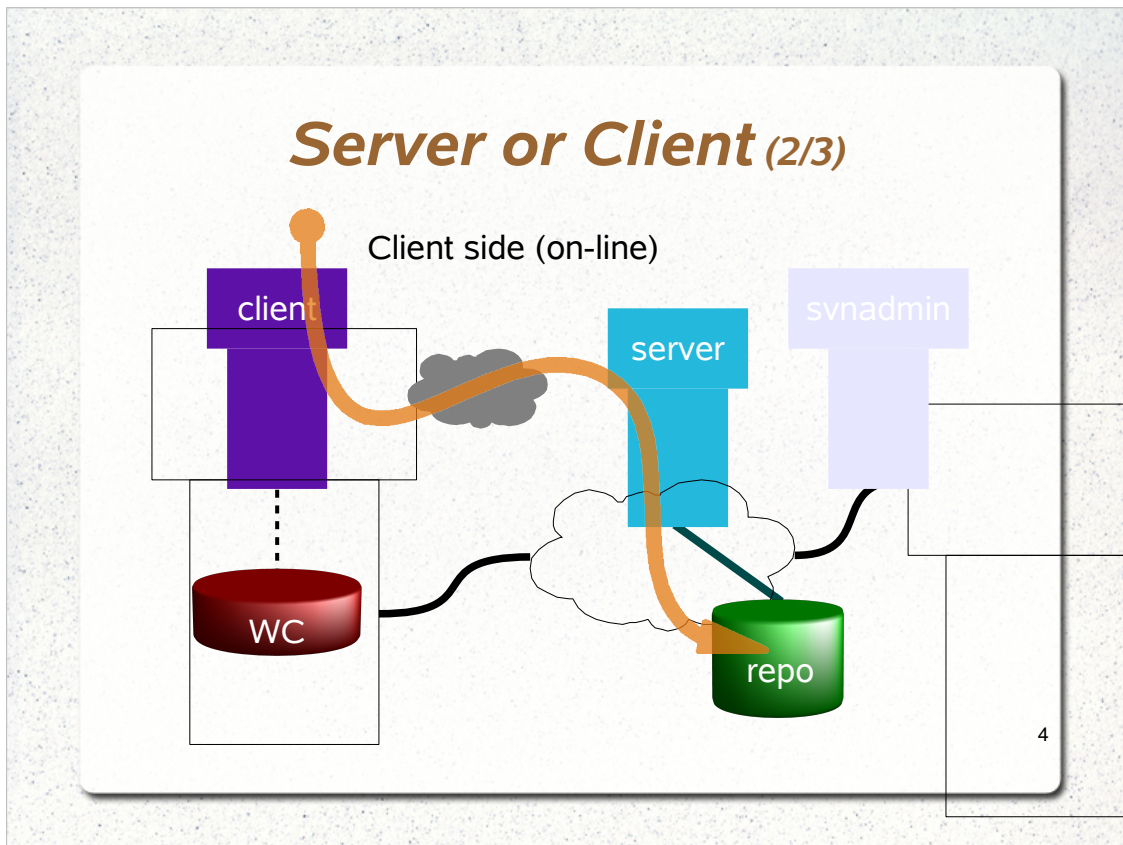 Server or Client (2/3)
Client side (on-line)
client
svnadmin
server
WC
repo
4